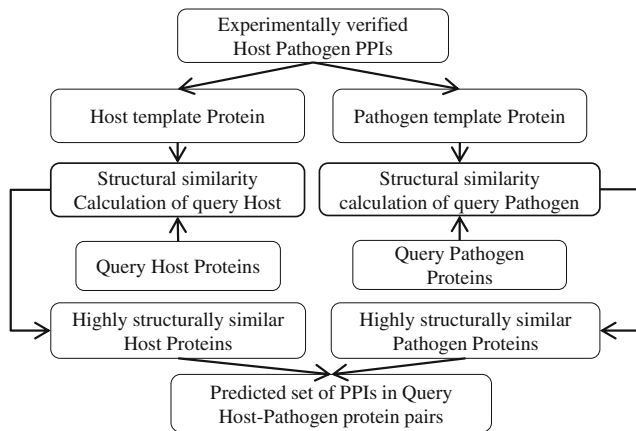 Experimentally verified
Host Pathogen PPIs
Host template Protein
Pathogen template Protein
Structural similarity
Calculation of query Host
Structural similarity
calculation of query Pathogen
Query Host Proteins
Query Pathogen
Proteins
Highly structurally similar
Host Proteins
Highly structurally similar
Pathogen Proteins
Predicted set of PPIs in Query
Host-Pathogen protein pairs